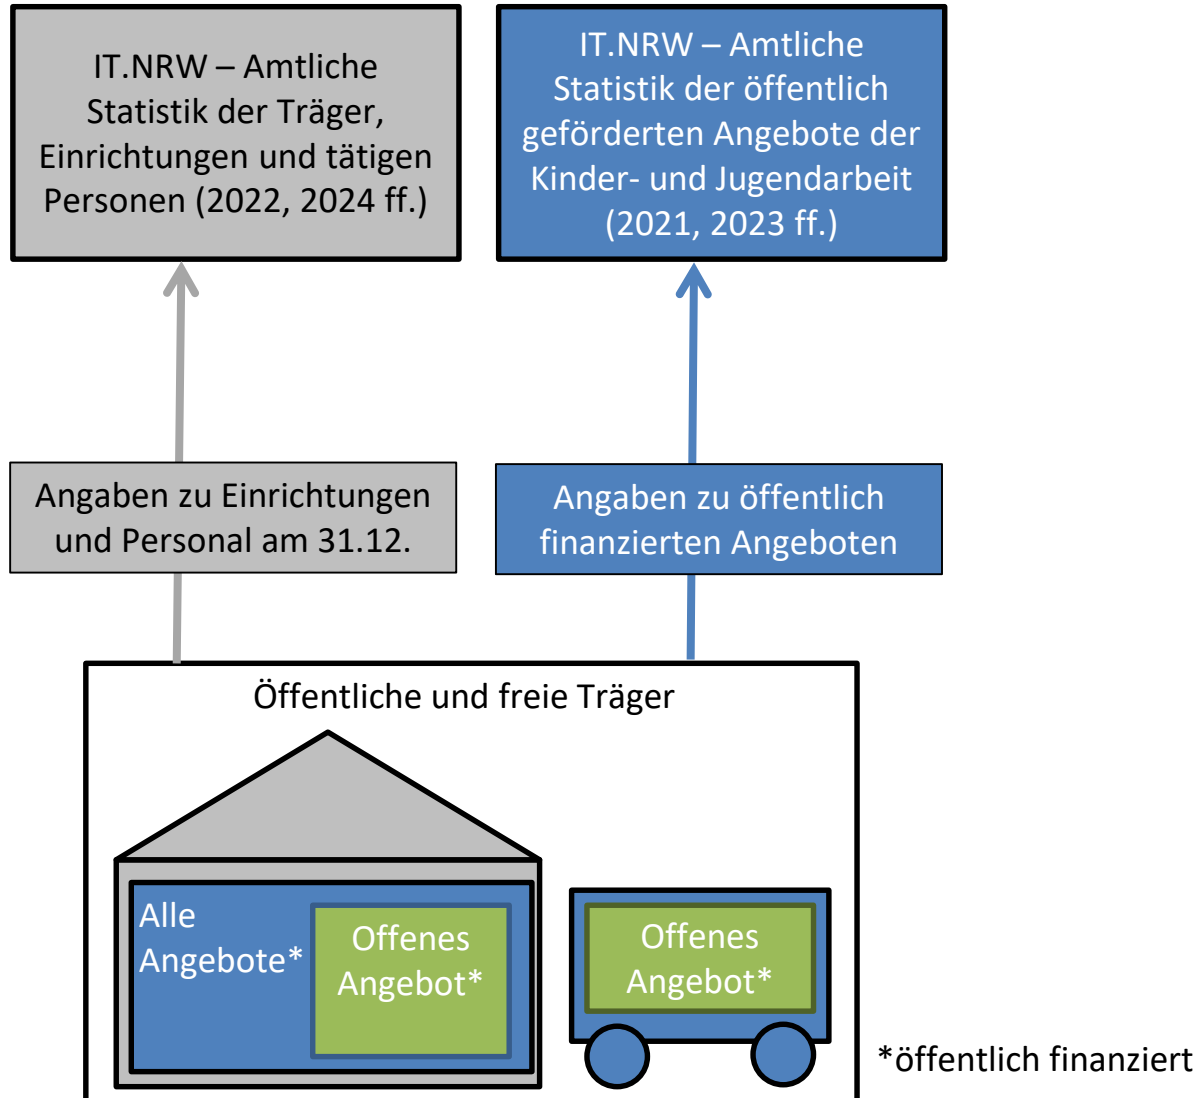 IT.NRW – Amtliche
Statistik der Träger,
Einrichtungen und tätigen
Personen (2022, 2024 ff.)
IT.NRW – Amtliche
Statistik der öffentlich
geförderten Angebote der
Kinder- und Jugendarbeit
(2021, 2023 ff.)
Angaben zu Einrichtungen
und Personal am 31.12.
Angaben zu öffentlich
finanzierten Angeboten
Öffentliche und freie Träger
Alle
Angebote*
Offenes
Angebot*
Offenes
Angebot*
*öffentlich finanziert